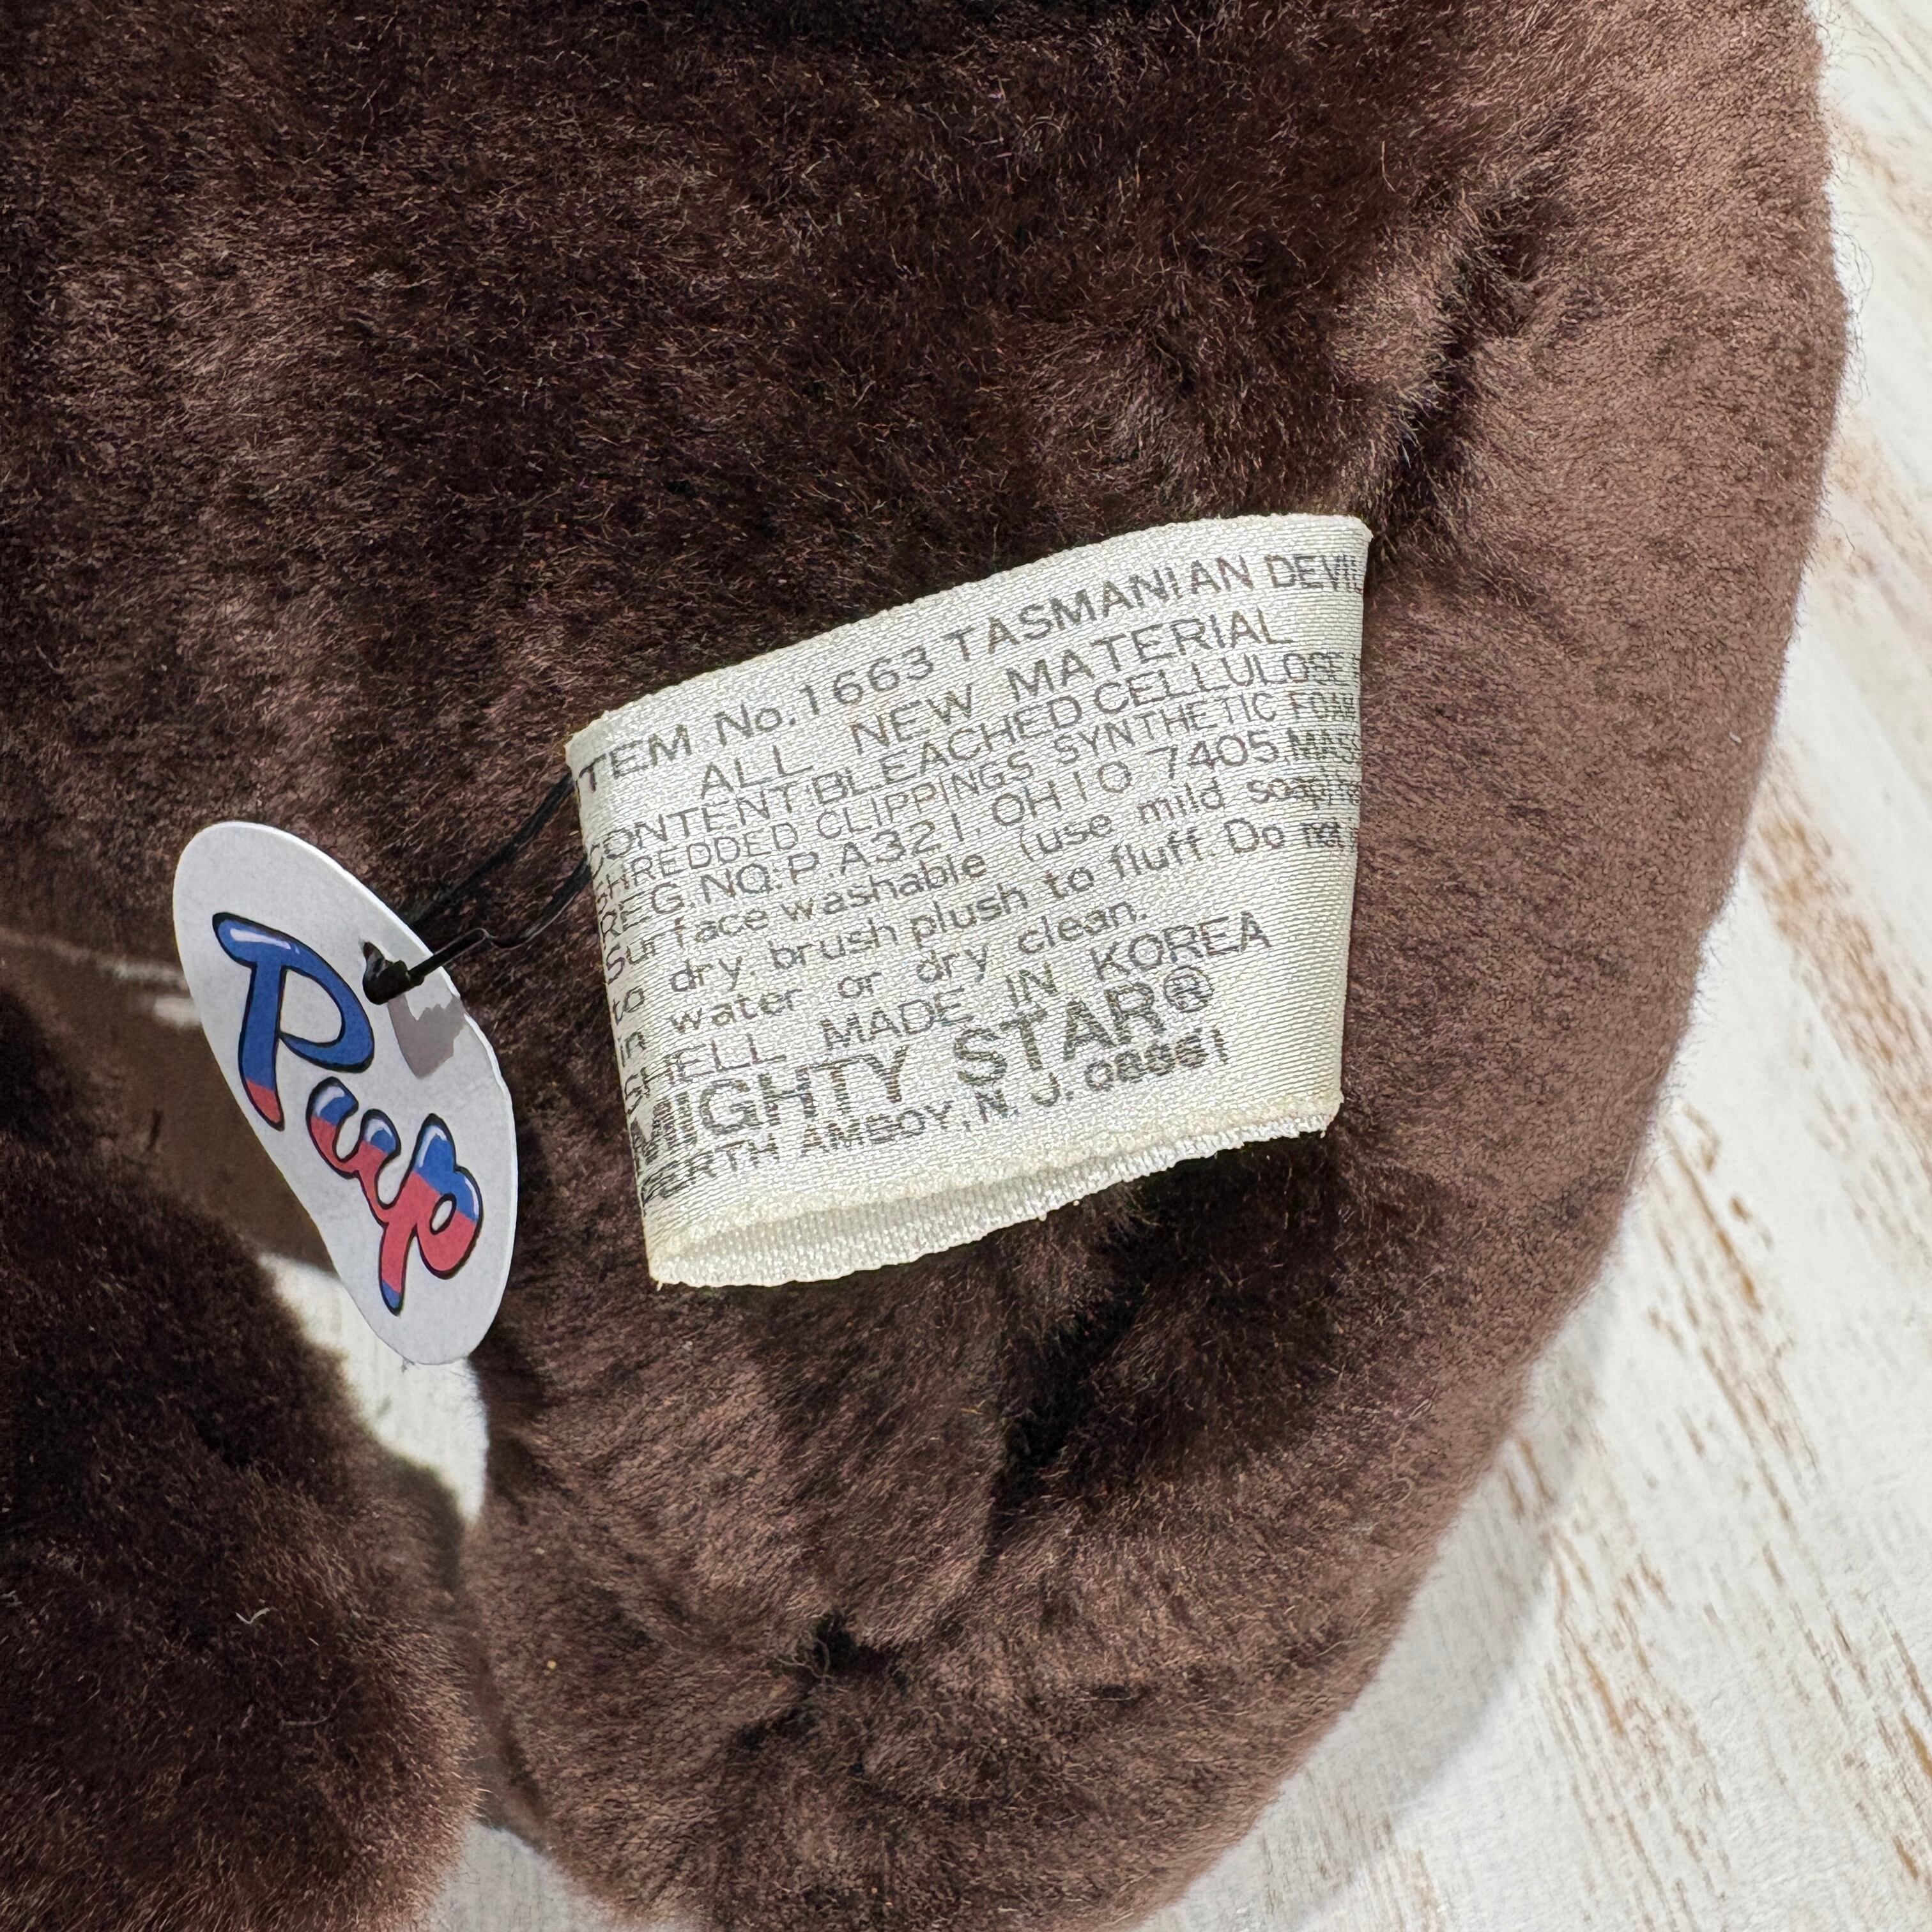 ITEM No.1663 TASMANIAN DEVIL
ALL NEW MATERIAL
CONTENT:BLEACHED CELLULOSE
SHREDDED CLIPPINGS SYNTHETIC FOAM
REG.NO:P.A321.OHIO 7405.MASS
Surface washable (use mild soap)
to dry, brush plush to fluff. Do not
in water or dry clean.
SHELL MADE IN KOREA
MIGHTY STAR®
PERTH AMBOY, N. J. 08861
Pup